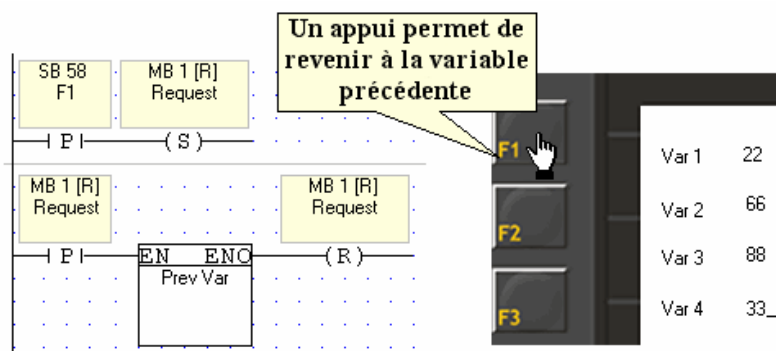 Un appui permet de
revenir à la variable
précédente
SB 58
F1
MB 1 [R]
Request
P
( S )
MB 1 [R]
Request
MB 1 [R]
Request
P
EN ENO
( R )
Prev Var
F1
F2
F3
Var 1 22
Var 2 66
Var 3 88
Var 4 33_